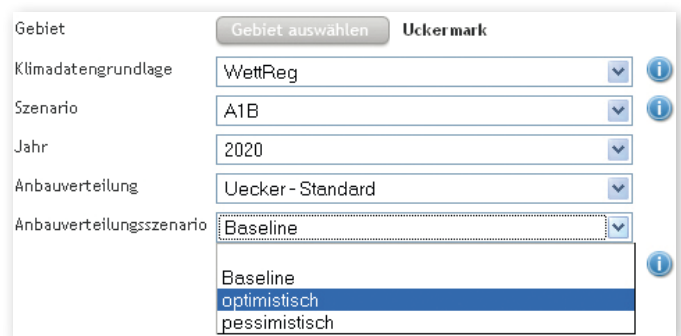 Gebiet Gebiet auswählen Uckermark
Klimadatengrundlage WettReg
Szenario A1B
Jahr 2020
Anbauverteilung Uecker - Standard
Anbauverteilungsszenario Baseline
Baseline
optimistisch
pessimistisch